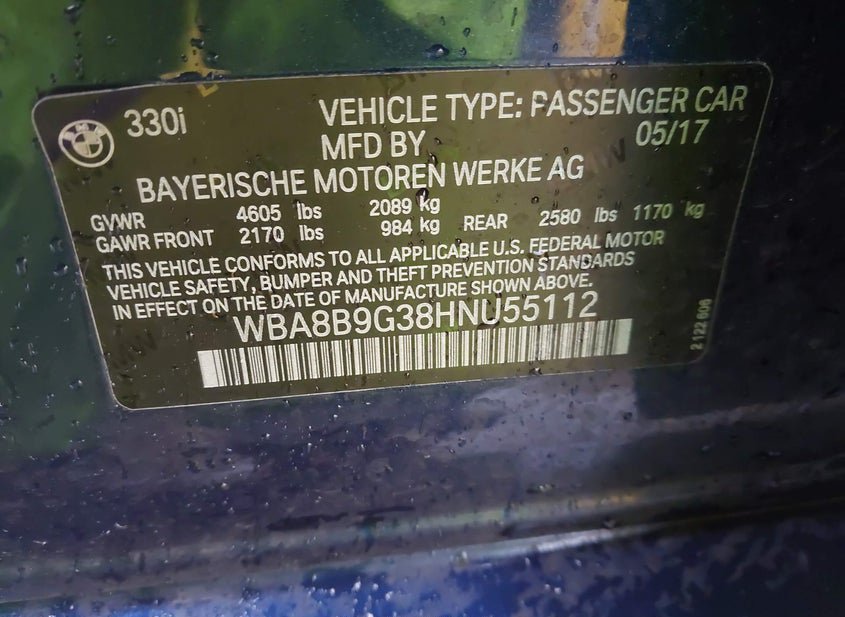 BMW
330i
VEHICLE TYPE: PASSENGER CAR
MFD BY 05/17
BAYERISCHE MOTOREN WERKE AG
GVWR 4605 lbs 2089 kg
GAWR FRONT 2170 lbs 984 kg REAR 2580 lbs 1170 kg
THIS VEHICLE CONFORMS TO ALL APPLICABLE U.S. FEDERAL MOTOR
VEHICLE SAFETY, BUMPER AND THEFT PREVENTION STANDARDS
IN EFFECT ON THE DATE OF MANUFACTURE SHOWN ABOVE.
WBA8B9G38HNU55112
2122606